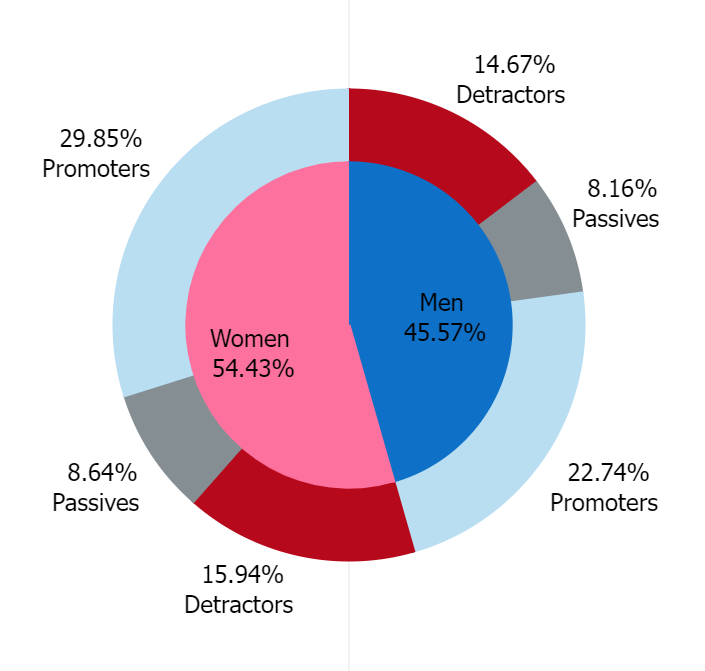 14.67%
Detractors
29.85%
Promoters
8.16%
Passives
Men
45.57%
Women
54.43%
8.64%
Passives
22.74%
Promoters
15.94%
Detractors